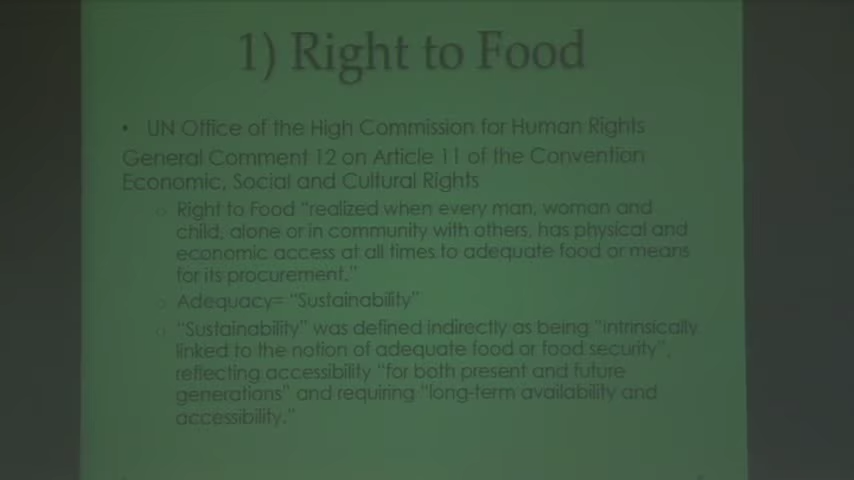 1) Right to Food
• UN Office of the High Commission for Human Rights
General Comment 12 on Article 11 of the Convention
Economic, Social and Cultural Rights
○ Right to Food "realized when every man, woman and
child, alone or in community with others, has physical and
economic access at all times to adequate food or means
for its procurement."
○ Adequacy= "Sustainability"
○ "Sustainability" was defined indirectly as being "intrinsically
linked to the notion of adequate food or food security",
reflecting accessibility "for both present and future
generations" and requiring "long-term availability and
accessibility."